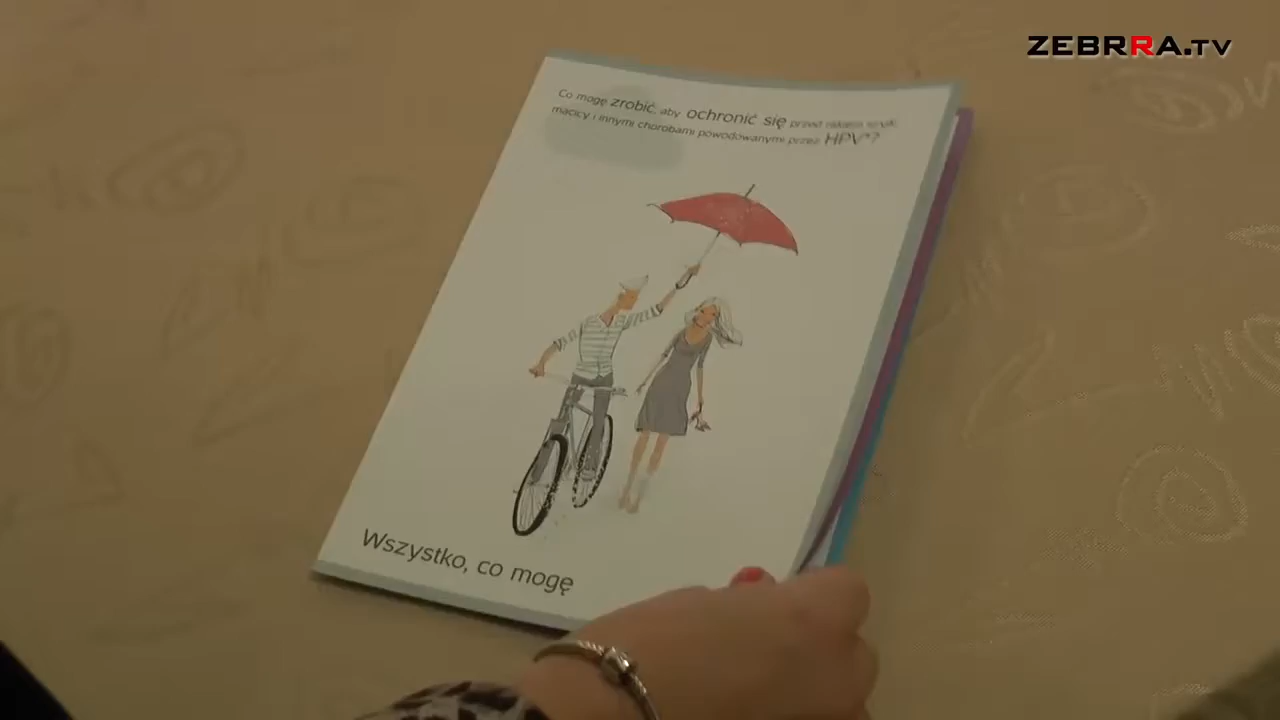 ZEBRRA.TV
Co mogę zrobić, aby ochronić się przed rakiem szyjki
macicy i innymi chorobami powodowanymi przez HPV*?
Wszystko, co mogę